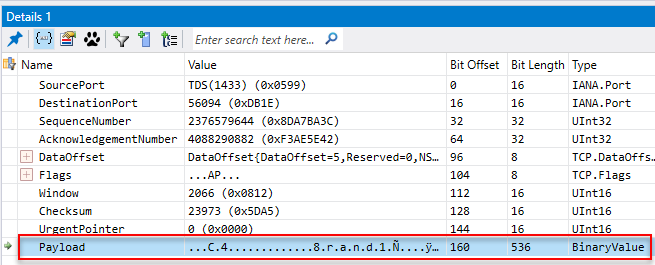 Details 1
Enter search text here...
Name Value Bit Offset Bit Length Type
SourcePort TDS(1433) (0x0599) 0 16 IANA.Port
DestinationPort 56094 (0xDB1E) 16 16 IANA.Port
SequenceNumber 2376579644 (0x8DA7BA3C) 32 32 UInt32
AcknowledgementNumber 4088290882 (0xF3AE5E42) 64 32 UInt32
DataOffset DataOffset{DataOffset=5,Reserved=0,NS… 96 8 TCP.DataOffs…
Flags ...AP... 104 8 TCP.Flags
Window 2066 (0x0812) 112 16 UInt16
Checksum 23973 (0x5DA5) 128 16 UInt16
UrgentPointer 0 (0x0000) 144 16 UInt16
Payload ...C.4.............8.r.a.n.d.1.Ñ....ÿ… 160 536 BinaryValue